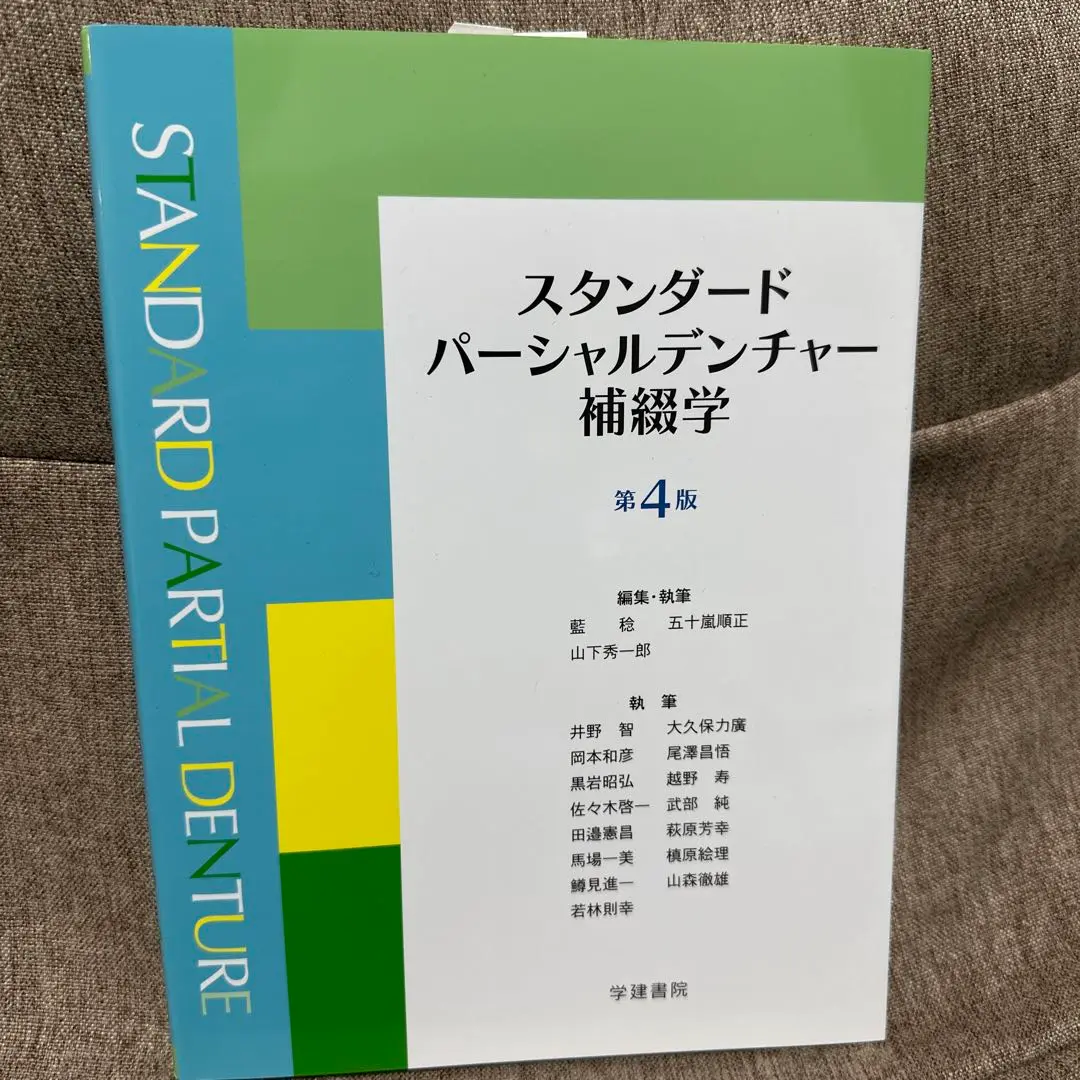 STANDARD PARTIAL DENTURE
スタンダード
パーシャルデンチャー
補綴学
第4版
編集・執筆
藍 稔 五十嵐順正
山下秀一郎
執 筆
井野 智 大久保力廣
岡本和彦 尾澤昌悟
黒岩昭弘 越野 寿
佐々木啓一 武部 純
田邉憲昌 萩原芳幸
馬場一美 槙原絵理
鱒見進一 山森徹雄
若林則幸
学建書院